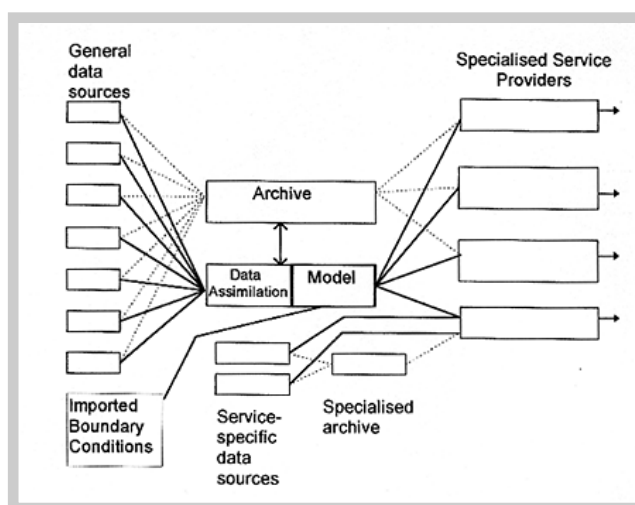 General
data
sources
Specialised Service
Providers
Archive
Data
Assimilation
Model
Imported
Boundary
Conditions
Service-
specific
data
sources
Specialised
archive